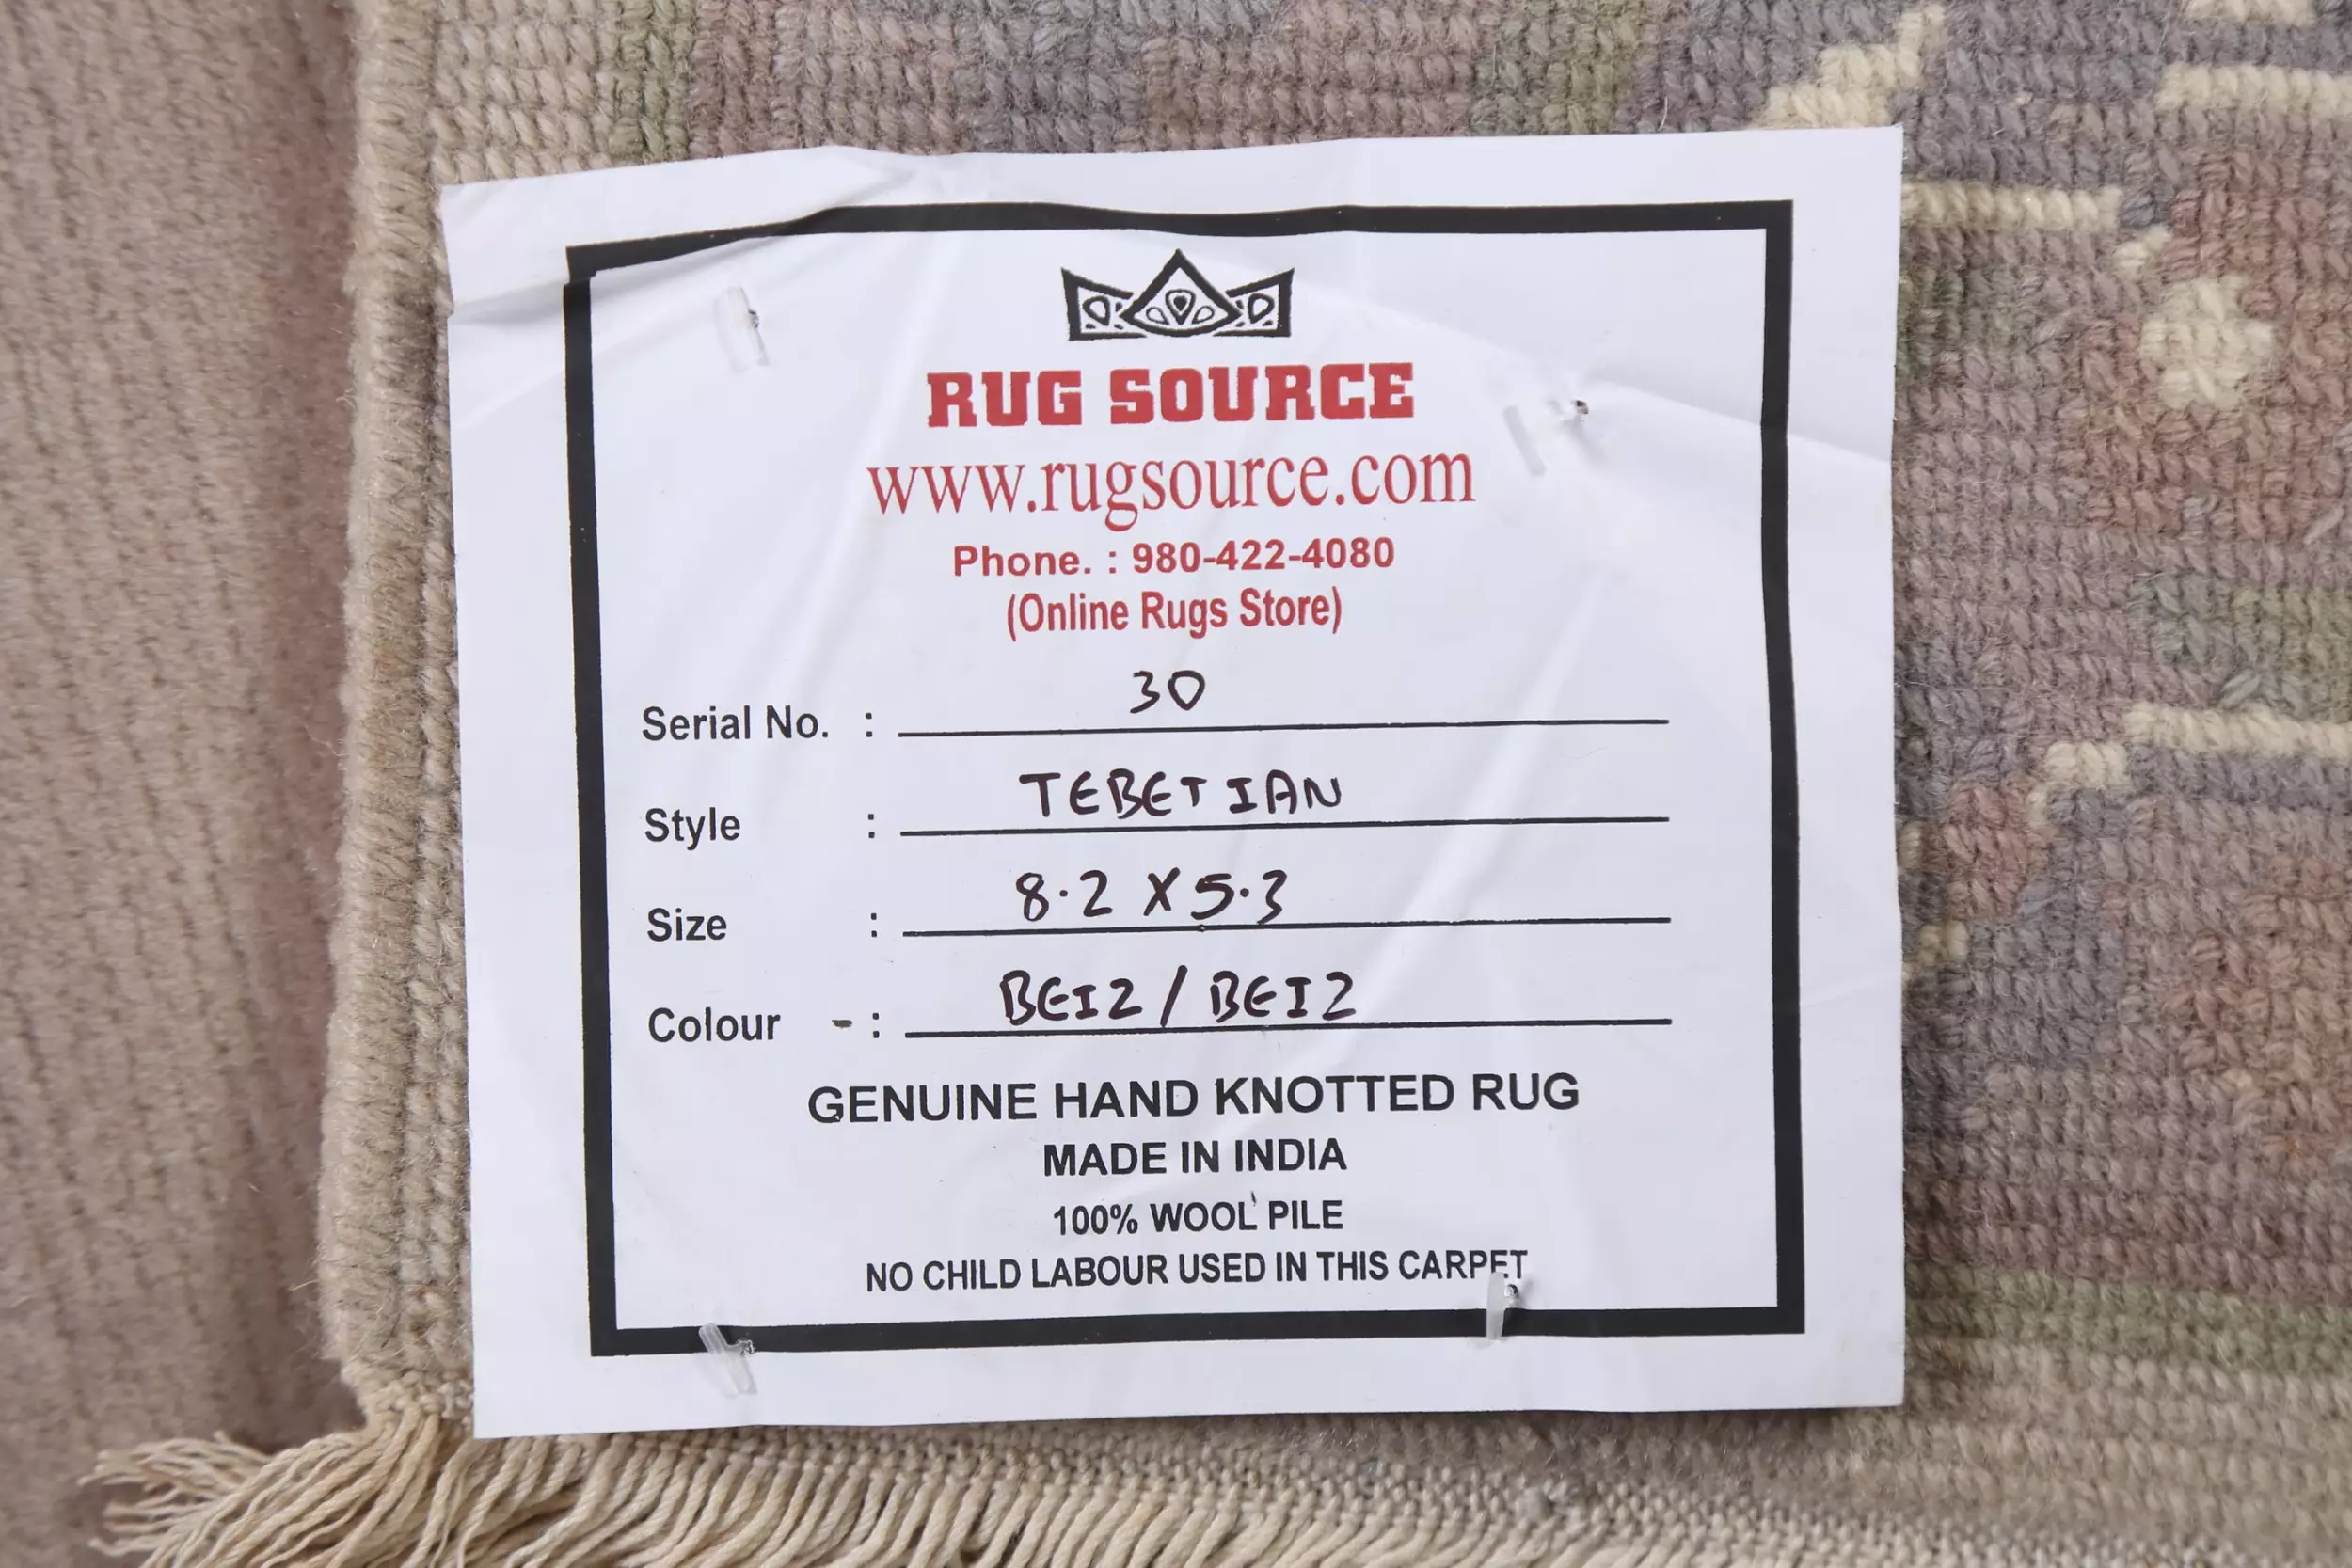 RUG SOURCE
www.rugsource.com
Phone. : 980-422-4080
(Online Rugs Store)
Serial No. : 30
Style : TEBETIAN
Size : 8.2 X 5.3
Colour - : BEIZ / BEIZ
GENUINE HAND KNOTTED RUG
MADE IN INDIA
100% WOOL PILE
NO CHILD LABOUR USED IN THIS CARPET